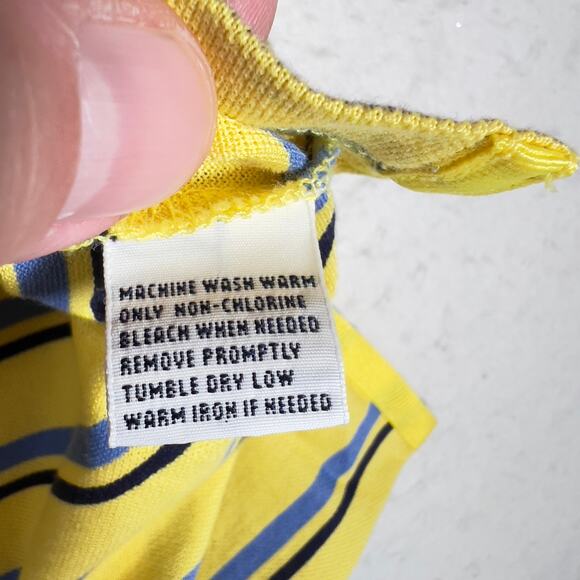 MACHINE WASH WARM
ONLY NON-CHLORINE
BLEACH WHEN NEEDED
REMOVE PROMPTLY
TUMBLE DRY LOW
WARM IRON IF NEEDED